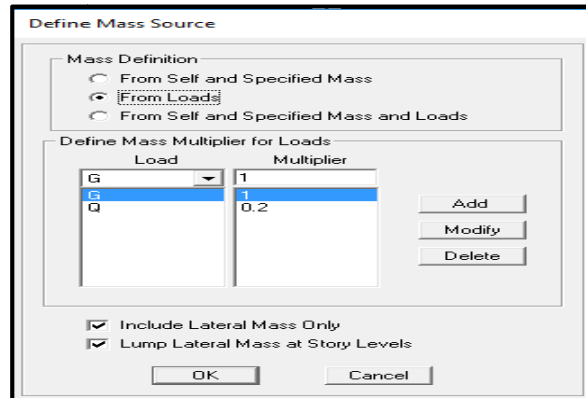 Define Mass Source
Mass Definition
From Self and Specified Mass
From Loads
From Self and Specified Mass and Loads
Define Mass Multiplier for Loads
Load Multiplier
G 1
G 1
Q 0.2
Add
Modify
Delete
Include Lateral Mass Only
Lump Lateral Mass at Story Levels
OK Cancel